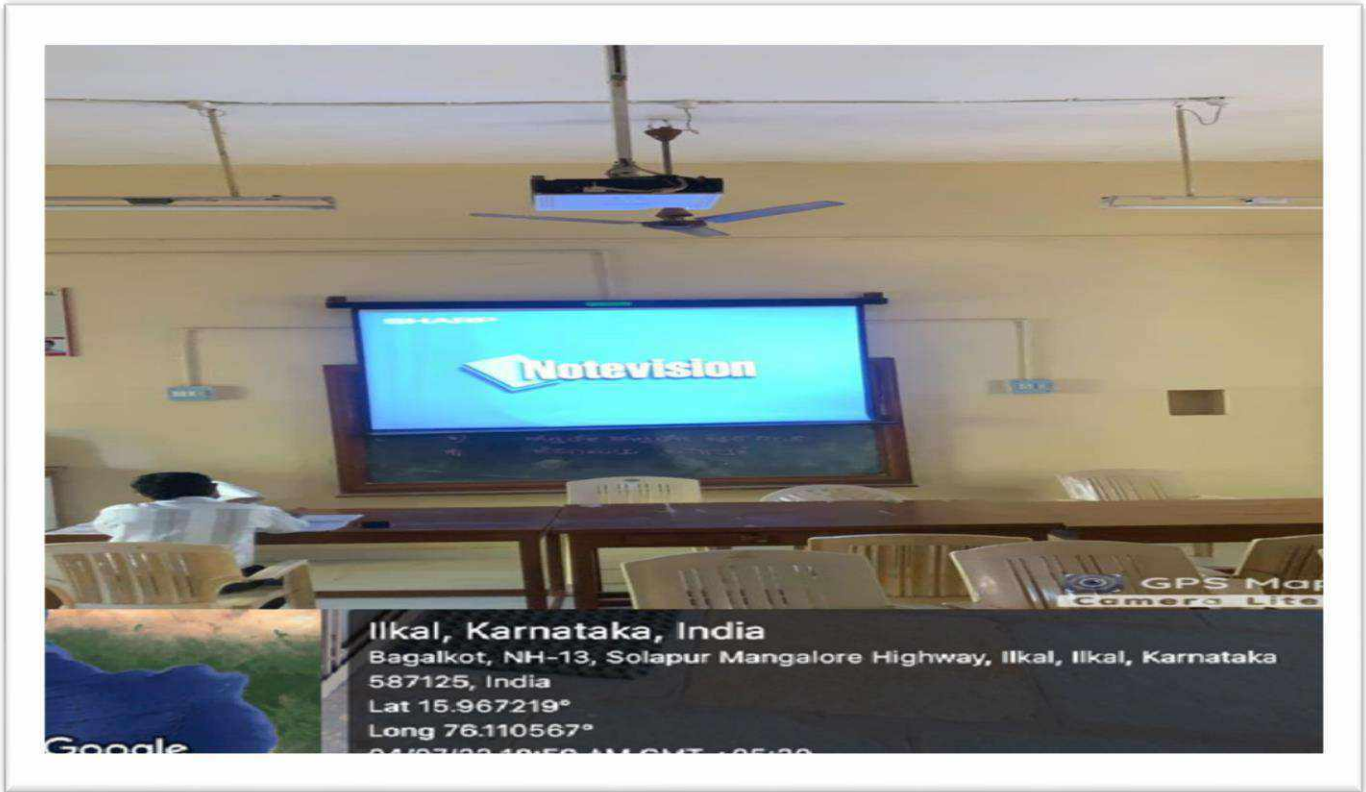 SHARP
Notevision
GPS Map
Camera Lite
Ilkal, Karnataka, India
Bagalkot, NH-13, Solapur Mangalore Highway, Ilkal, Ilkal, Karnataka
587125, India
Lat 15.967219°
Long 76.110567°
Google